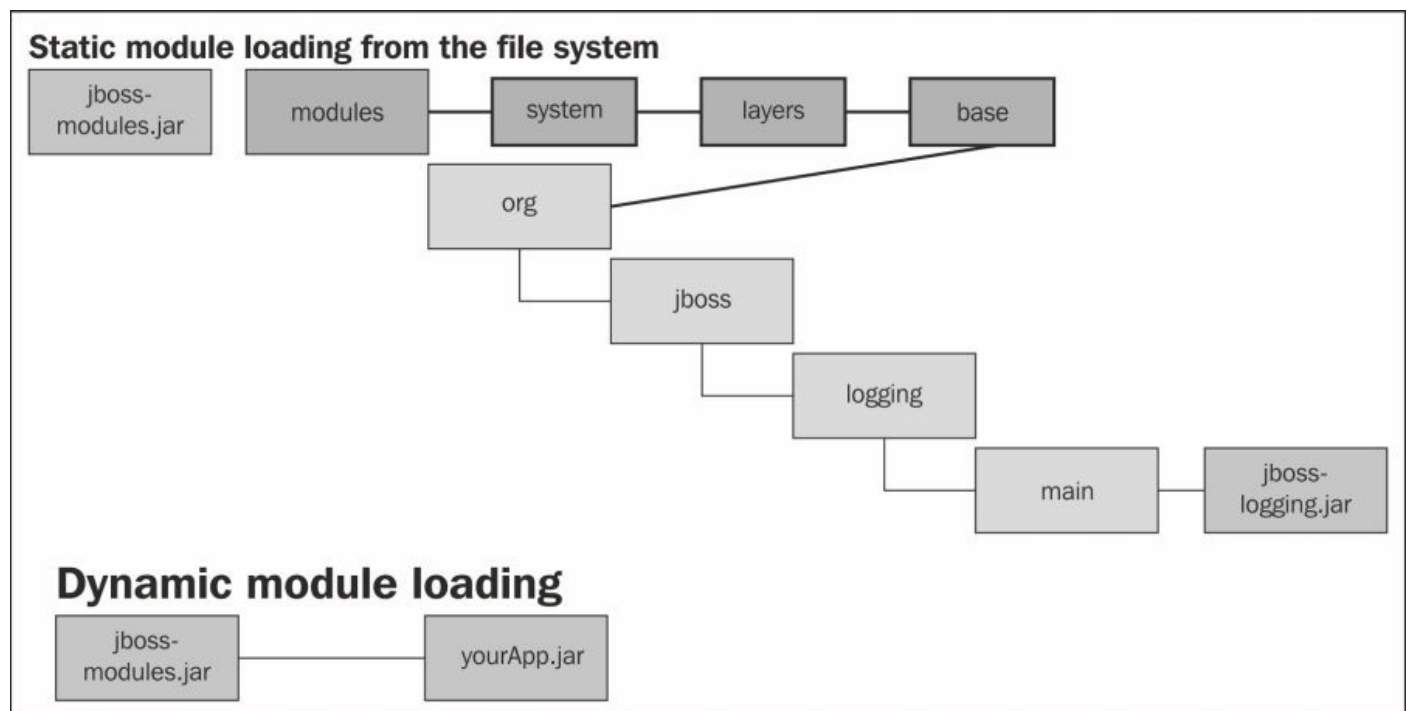 Static module loading from the file system
jboss-
modules.jar
modules
system
layers
base
org
jboss
logging
main
jboss-
logging.jar
Dynamic module loading
jboss-
modules.jar
yourApp.jar